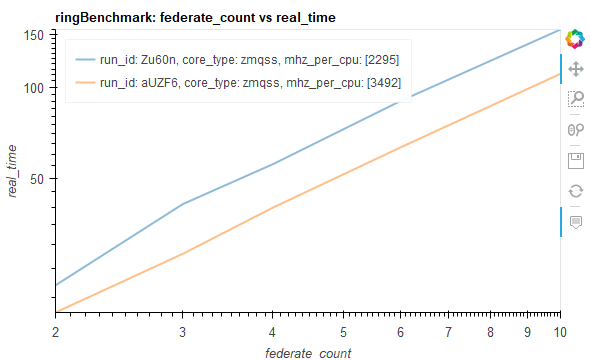 ringBenchmark: federate_count vs real_time
150
100
50
real_time
run_id: Zu60n, core_type: zmqss, mhz_per_cpu: [2295]
run_id: aUZF6, core_type: zmqss, mhz_per_cpu: [3492]
2 3 4 5 6 7 8 9 10
federate_count